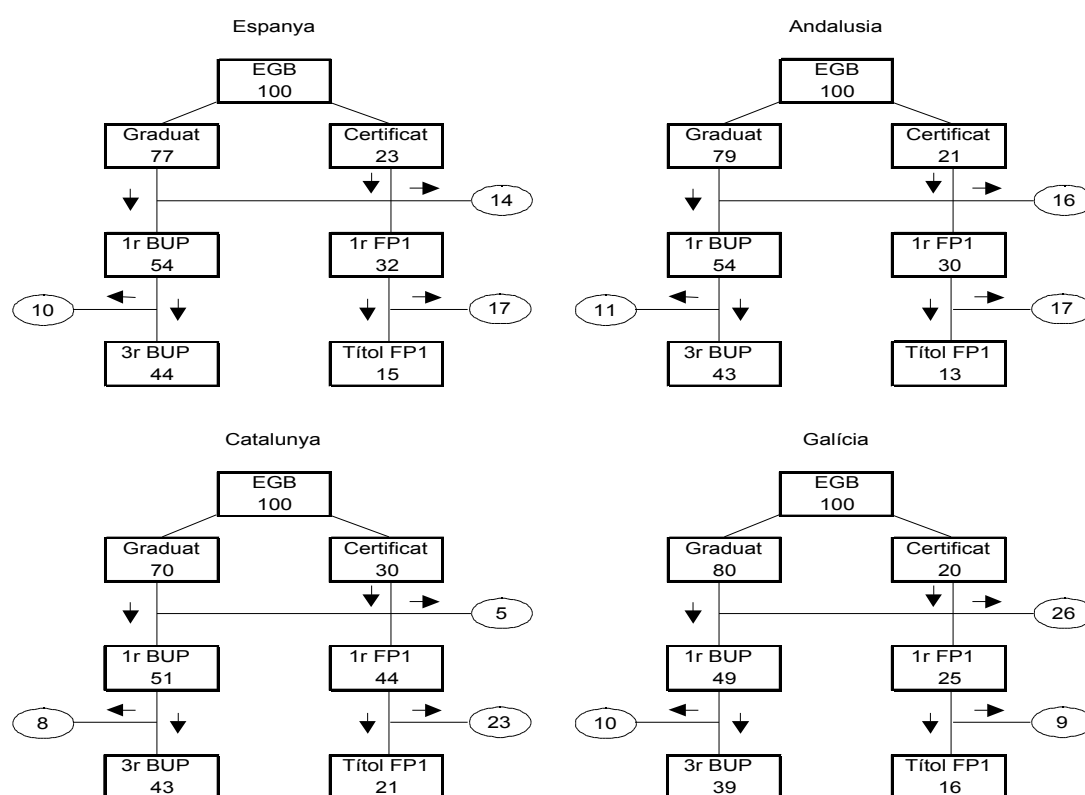 Espanya
EGB
100
Graduat
77
Certificat
23
14
1r BUP
54
1r FP1
32
10
17
3r BUP
44
Títol FP1
15
Andalusia
EGB
100
Graduat
79
Certificat
21
16
1r BUP
54
1r FP1
30
11
17
3r BUP
43
Títol FP1
13
Catalunya
EGB
100
Graduat
70
Certificat
30
5
1r BUP
51
1r FP1
44
8
23
3r BUP
43
Títol FP1
21
Galícia
EGB
100
Graduat
80
Certificat
20
26
1r BUP
49
1r FP1
25
10
9
3r BUP
39
Títol FP1
16